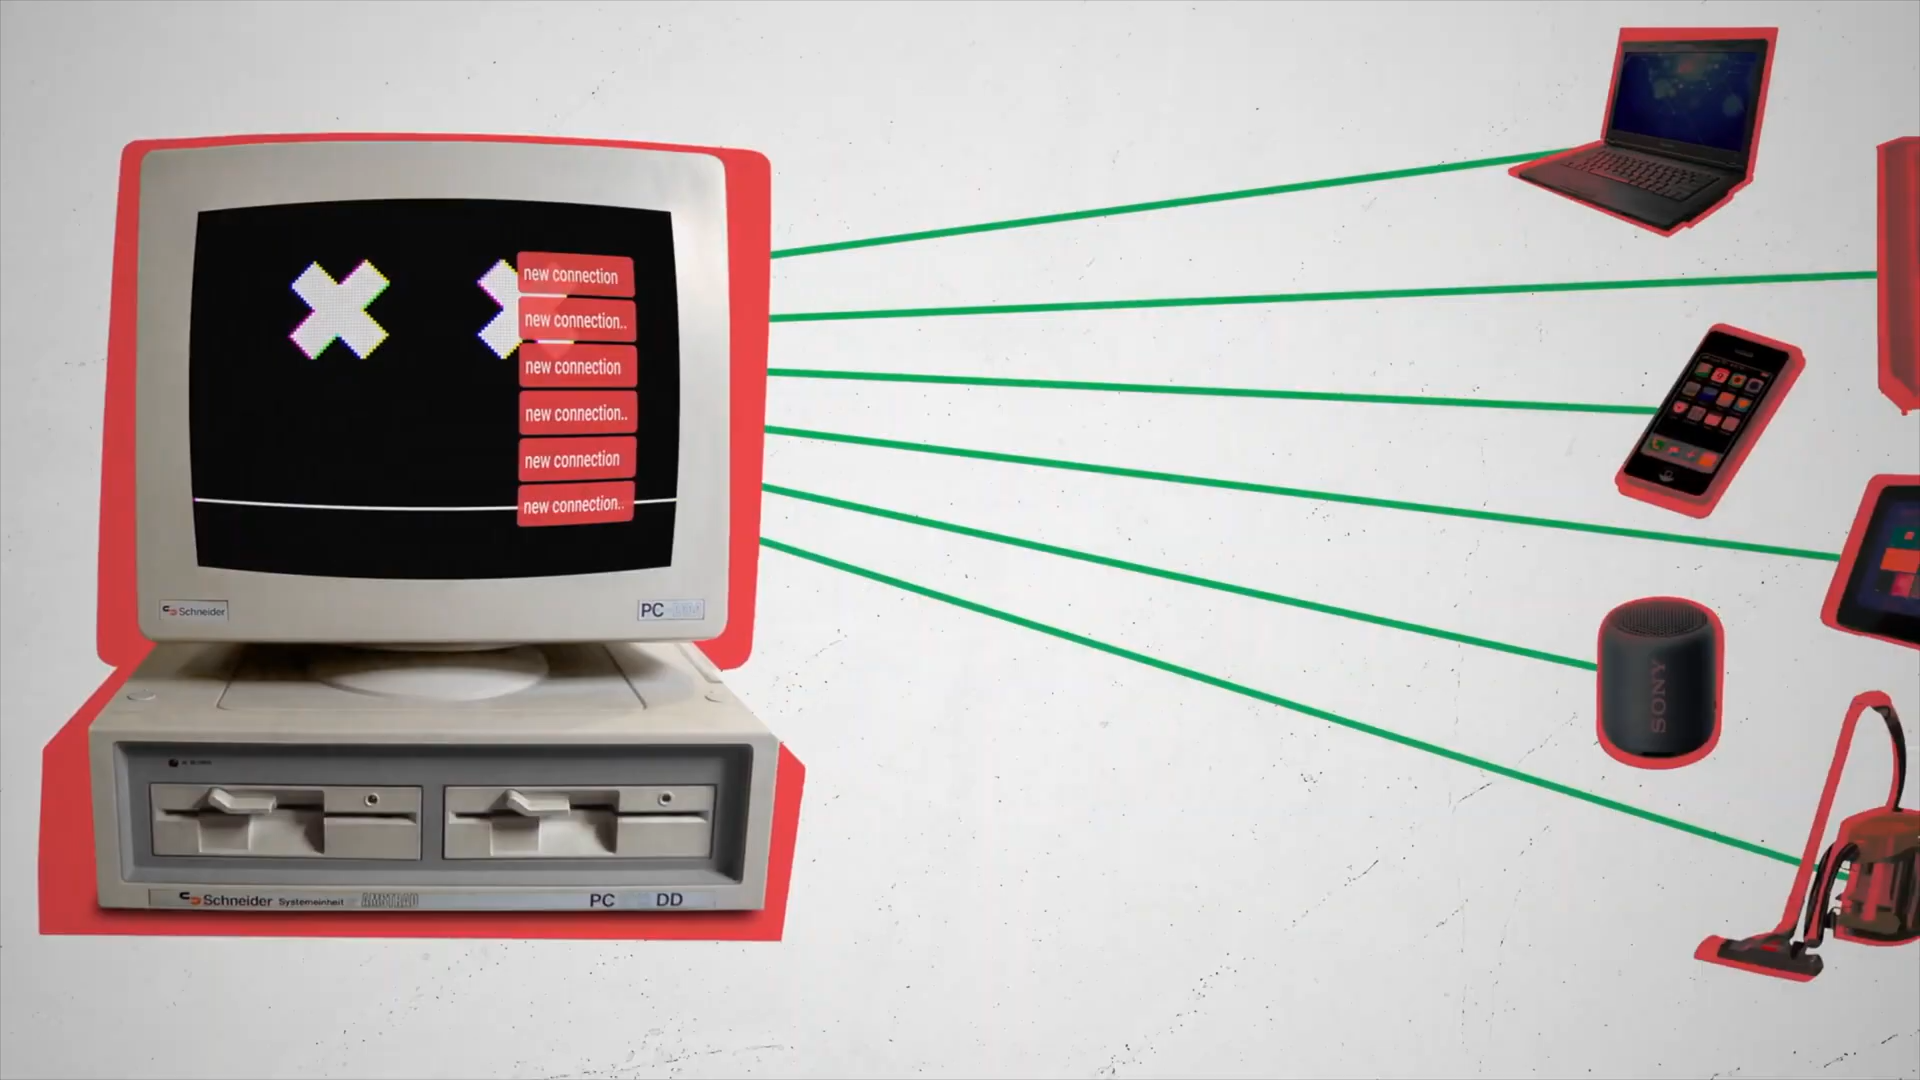 new connection
new connection..
new connection
new connection..
new connection
new connection..
Schneider
PC
Schneider Systemeinheit AMSTRAD
PC DD
SONY